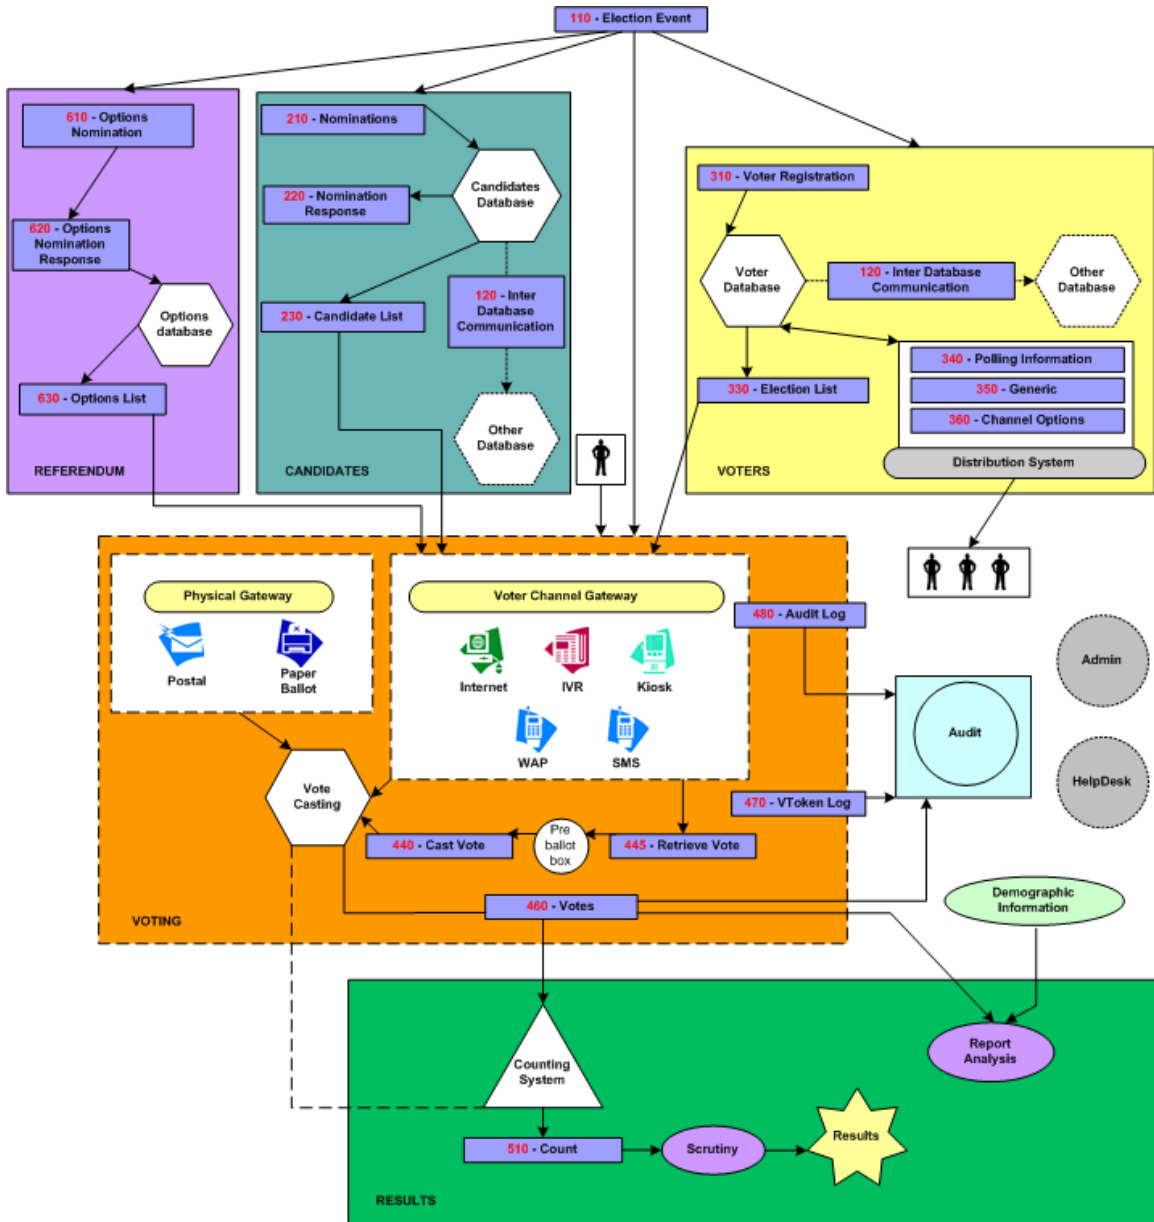 110 - Election Event
610 - Options
Nomination
620 - Options
Nomination
Response
Options
database
630 - Options List
REFERENDUM
210 - Nominations
Candidates
Database
220 - Nomination
Response
120 - Inter
Database
Communication
230 - Candidate List
Other
Database
CANDIDATES
310 - Voter Registration
Voter
Database
120 - Inter Database
Communication
Other
Database
340 - Polling Information
350 - Generic
360 - Channel Options
330 - Election List
Distribution System
VOTERS
Physical Gateway
Postal
Paper
Ballot
Voter Channel Gateway
Internet
IVR
Kiosk
WAP
SMS
480 - Audit Log
Admin
Audit
HelpDesk
470 - VToken Log
Vote
Casting
440 - Cast Vote
Pre
ballot
box
445 - Retrieve Vote
460 - Votes
VOTING
Demographic
Information
Counting
System
Report
Analysis
510 - Count
Scrutiny
Results
RESULTS